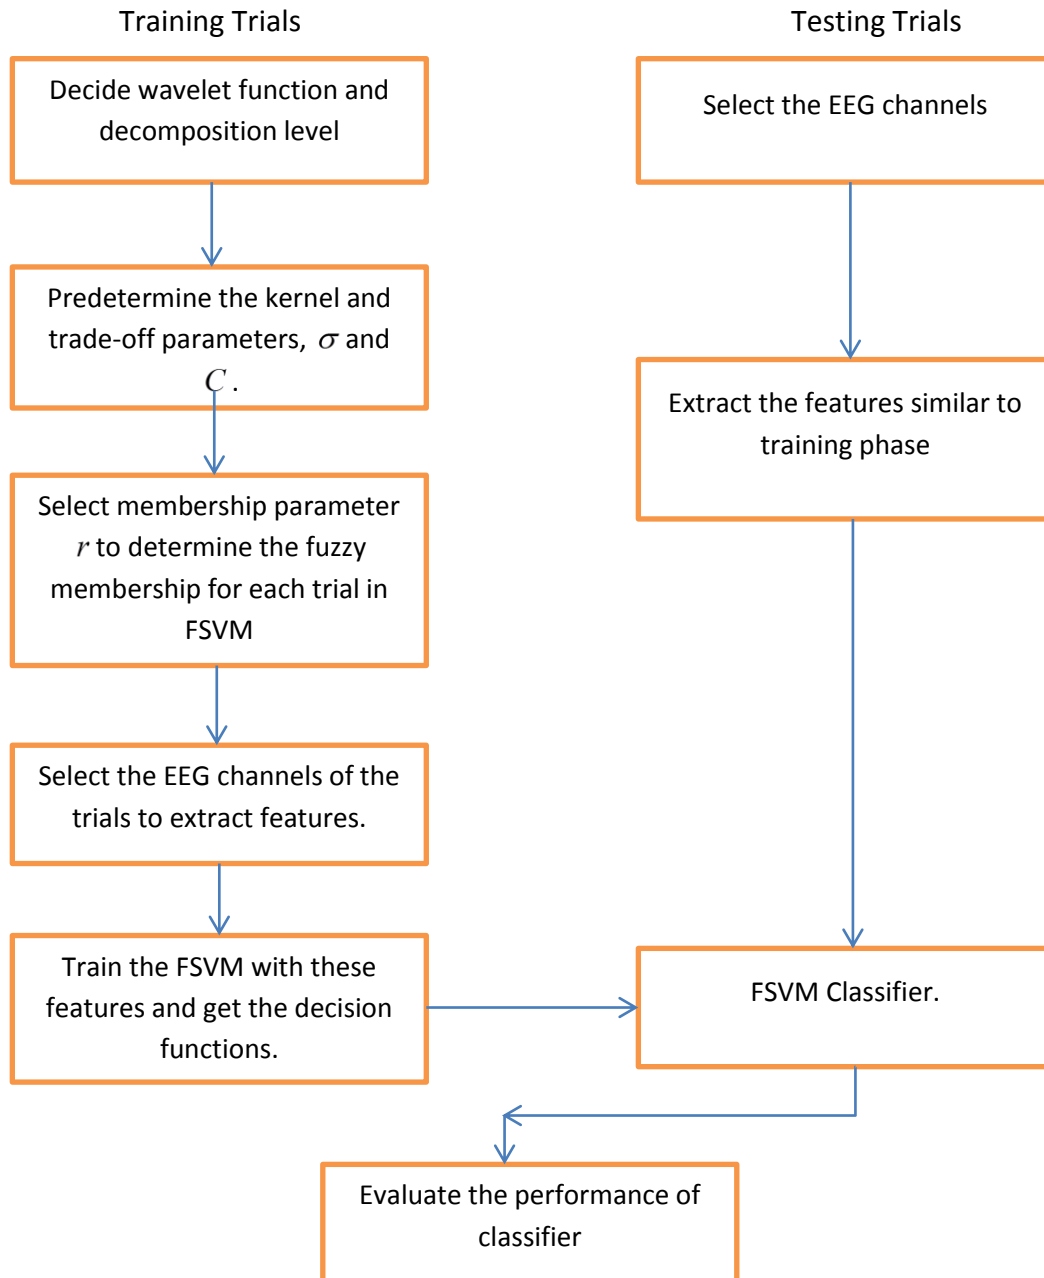 Training Trials
Decide wavelet function and
decomposition level
Predetermine the kernel and
trade-off parameters, σ and
C .
Select membership parameter
r to determine the fuzzy
membership for each trial in
FSVM
Select the EEG channels of the
trials to extract features.
Train the FSVM with these
features and get the decision
functions.
Testing Trials
Select the EEG channels
Extract the features similar to
training phase
FSVM Classifier.
Evaluate the performance of
classifier